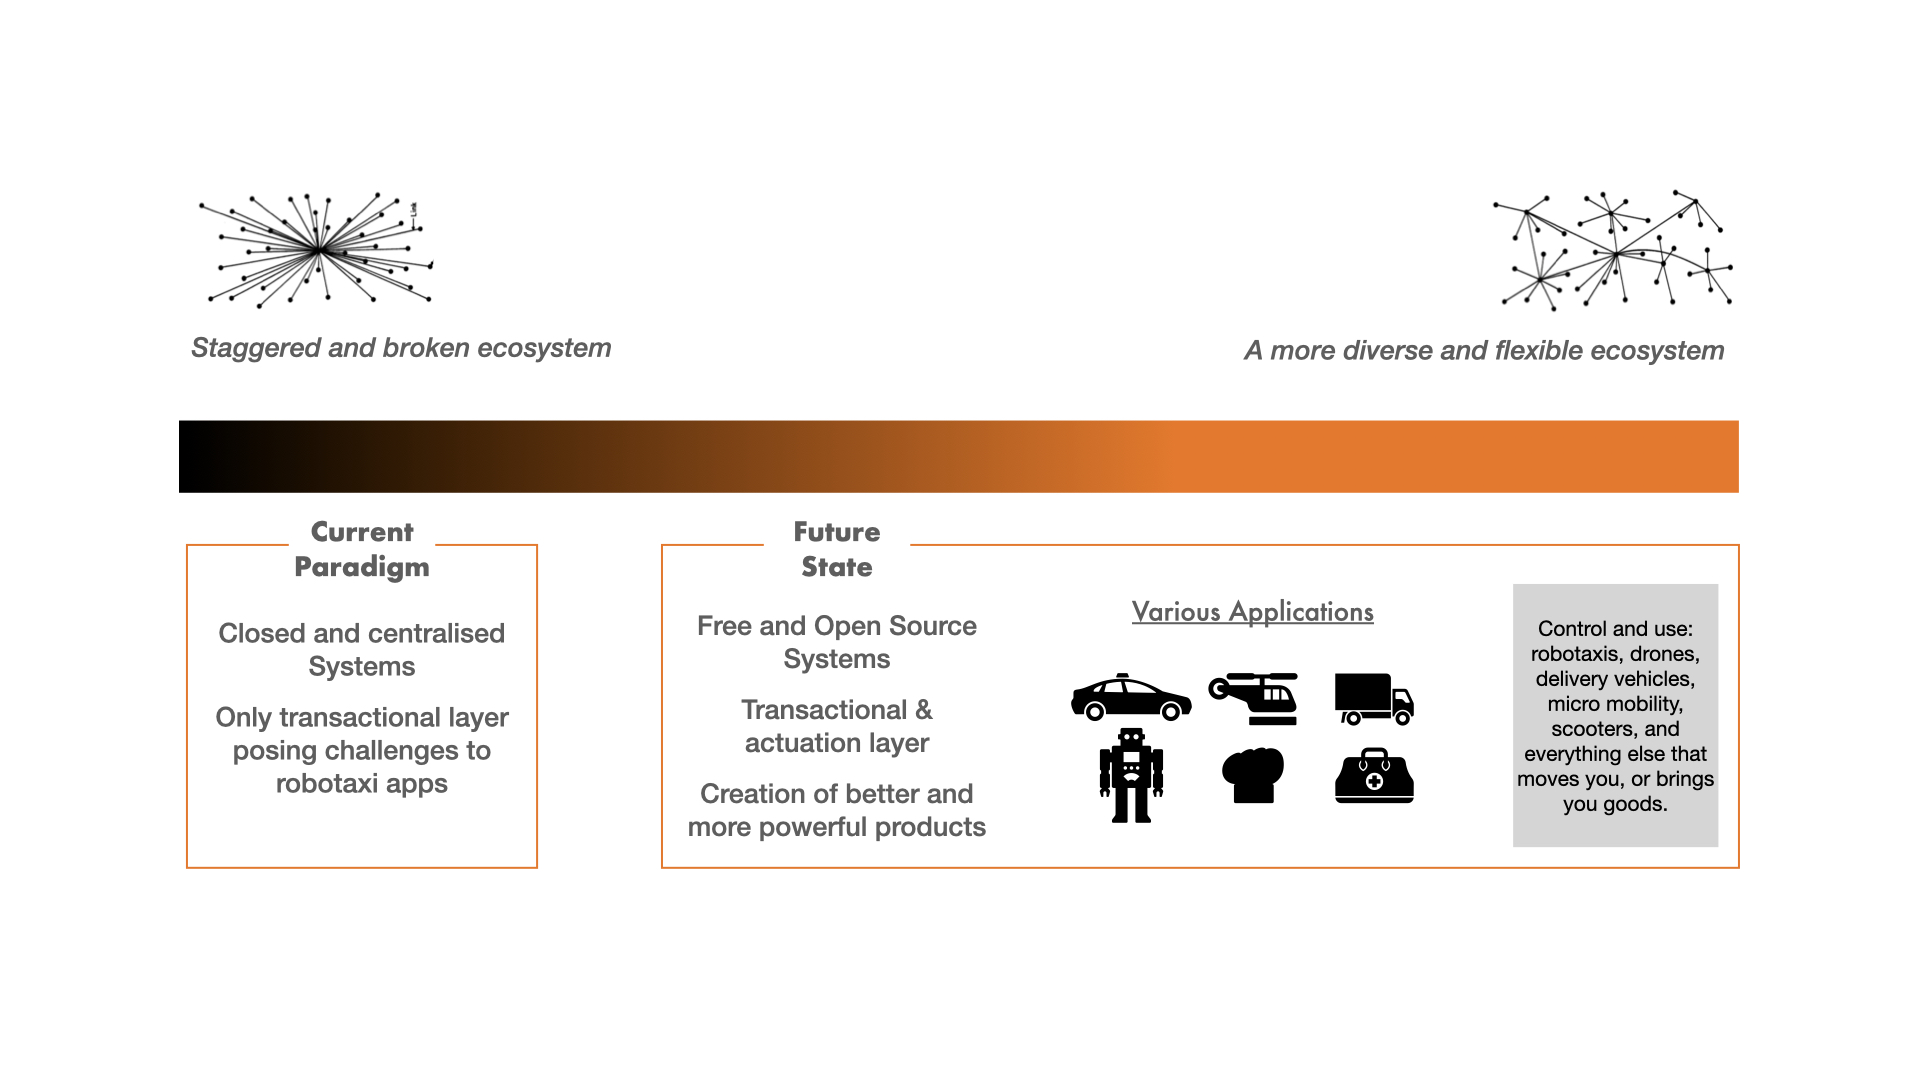 Link
Staggered and broken ecosystem
A more diverse and flexible ecosystem
Current
Paradigm
Closed and centralised
Systems
Only transactional layer
posing challenges to
robotaxi apps
Future
State
Free and Open Source
Systems
Transactional &
actuation layer
Creation of better and
more powerful products
Various Applications
Control and use:
robotaxis, drones,
delivery vehicles,
micro mobility,
scooters, and
everything else that
moves you, or brings
you goods.